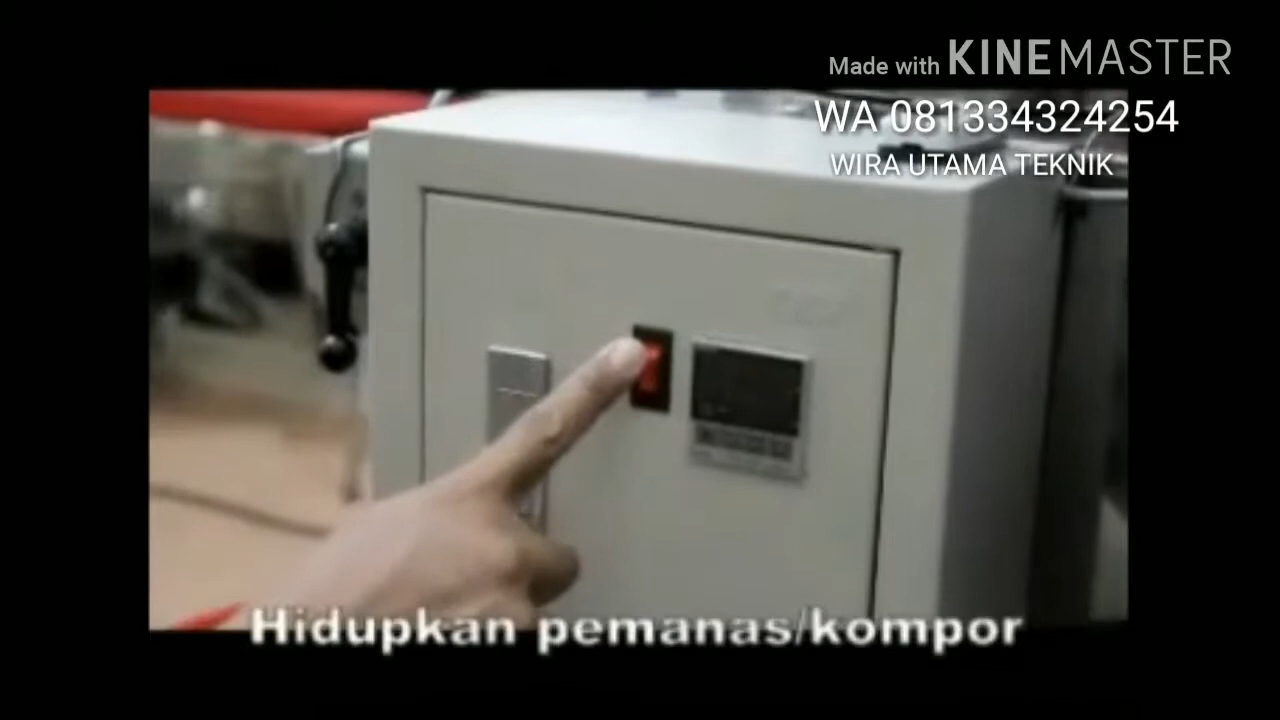 Made with KINEMASTER
WA 081334324254
WIRA UTAMA TEKNIK
Hidupkan pemanas/kompor